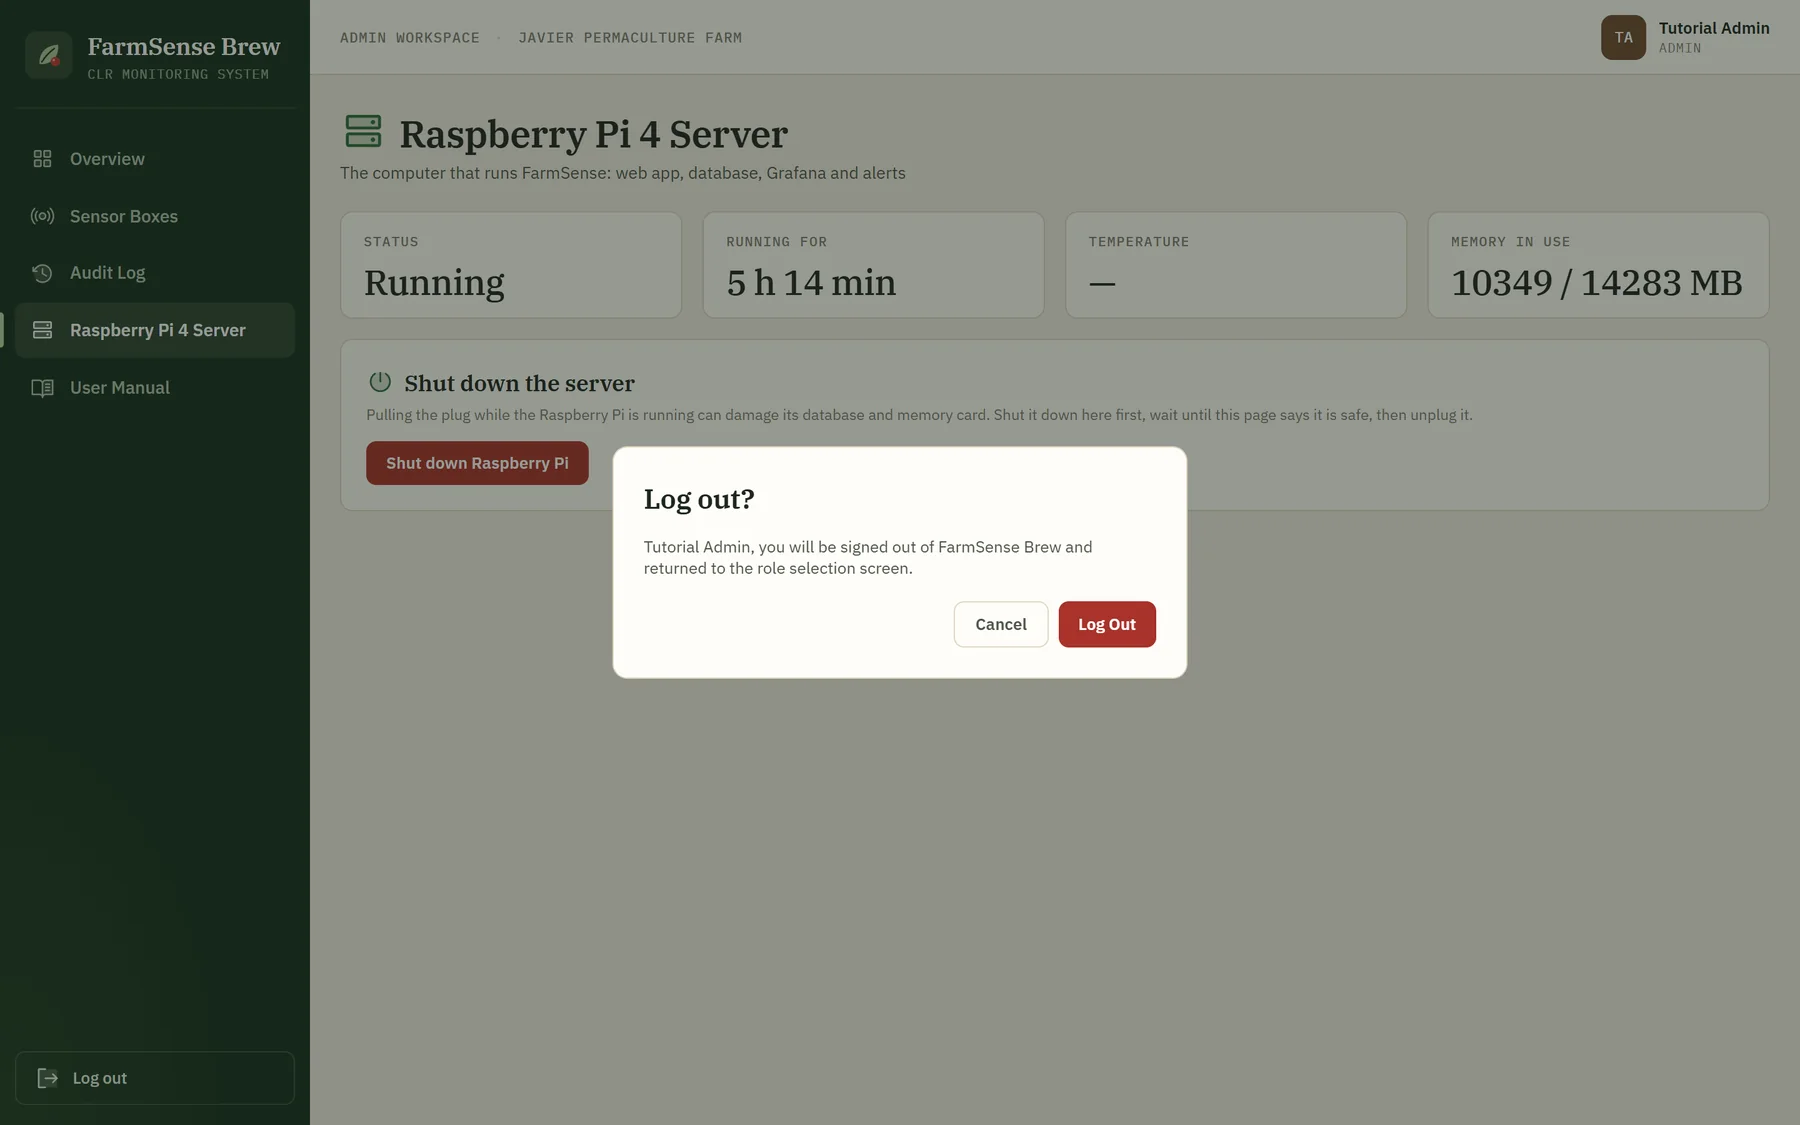 FarmSense Brew
CLR MONITORING SYSTEM
Overview
Sensor Boxes
Audit Log
Raspberry Pi 4 Server
User Manual
Log out
ADMIN WORKSPACE · JAVIER PERMACULTURE FARM
TA
Tutorial Admin
ADMIN
Raspberry Pi 4 Server
The computer that runs FarmSense: web app, database, Grafana and alerts
STATUS
Running
RUNNING FOR
5 h 14 min
TEMPERATURE
—
MEMORY IN USE
10349 / 14283 MB
Shut down the server
Pulling the plug while the Raspberry Pi is running can damage its database and memory card. Shut it down here first, wait until this page says it is safe, then unplug it.
Shut down Raspberry Pi
Log out?
Tutorial Admin, you will be signed out of FarmSense Brew and
returned to the role selection screen.
Cancel
Log Out